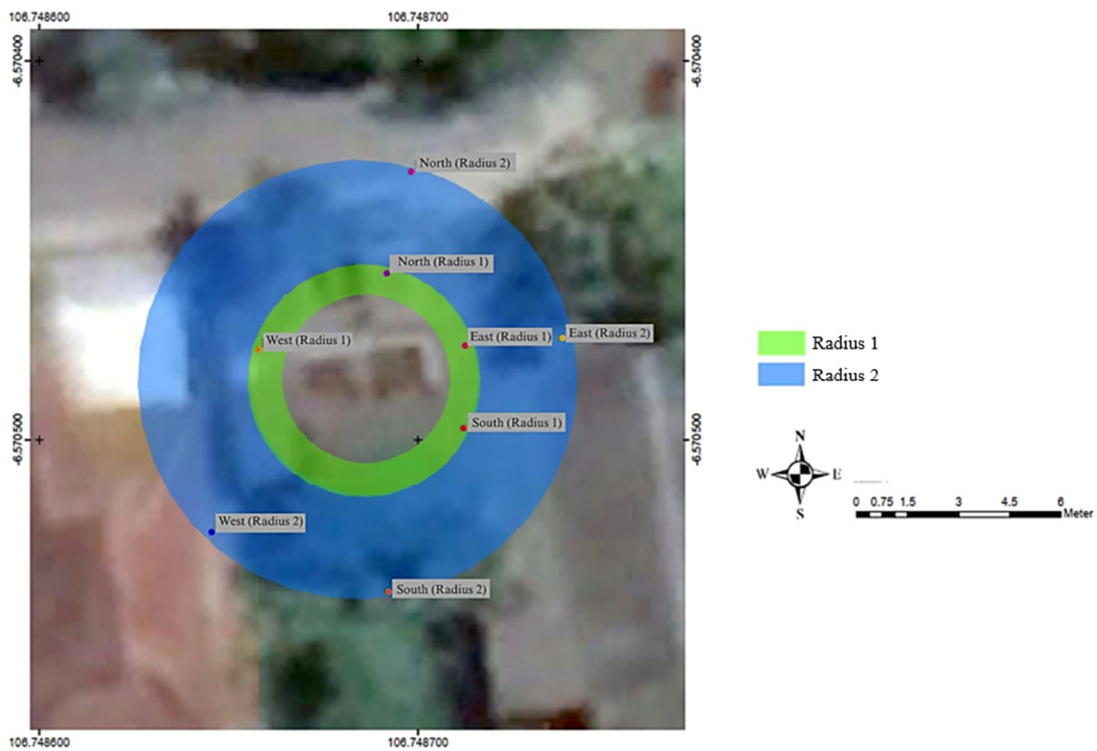 106.748600 106.748700
-6.570400 -6.570400
North (Radius 2)
North (Radius 1)
West (Radius 1) East (Radius 1) East (Radius 2)
South (Radius 1)
-6.570500 -6.570500
West (Radius 2)
South (Radius 2)
106.748600 106.748700
Radius 1
Radius 2
N
W E
S
0 0.75 1.5 3 4.5 6
Meter